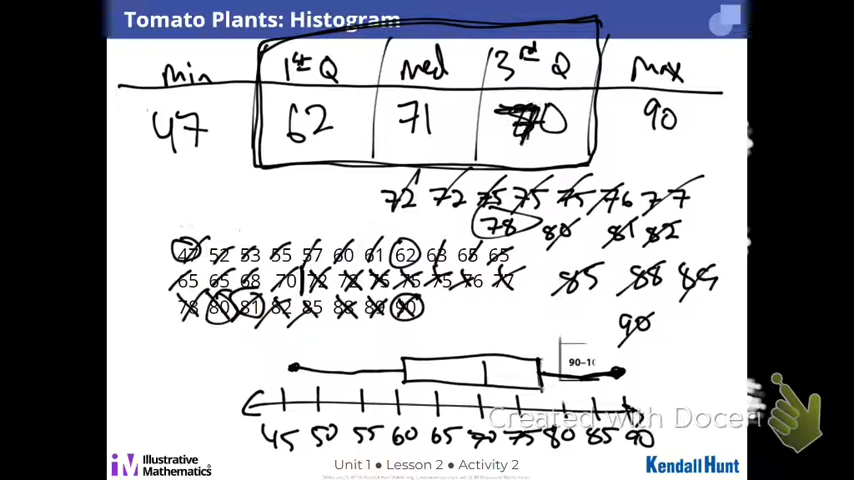 Tomato Plants: Histogram
min 1st Q med 3rd Q max
47 62 71 90
72 72 75 75 75 76 77
78 80 81 82
47 52 53 55 57 60 61 62 63 65 65
65 65 68 70 72 72 75 75 76 77
85 88 89
78 80 81 82 85 88 89 90
90
90-10
Created with Doceri
45 50 55 60 65 70 75 80 85 90
iM Illustrative Mathematics®
Unit 1 • Lesson 2 • Activity 2
Kendall Hunt